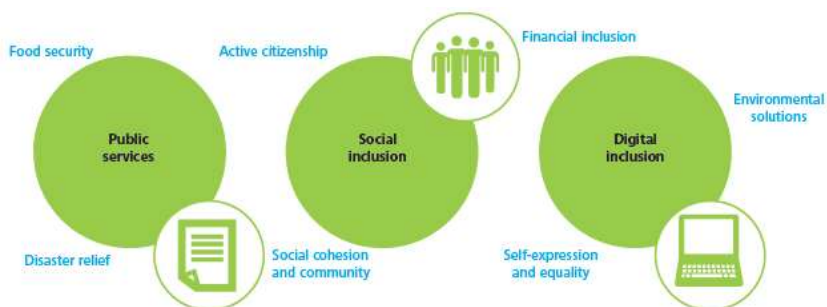 Food security
Active citizenship
Financial inclusion
Environmental
solutions
Public
services
Social
inclusion
Digital
inclusion
Disaster relief
Social cohesion
and community
Self-expression
and equality